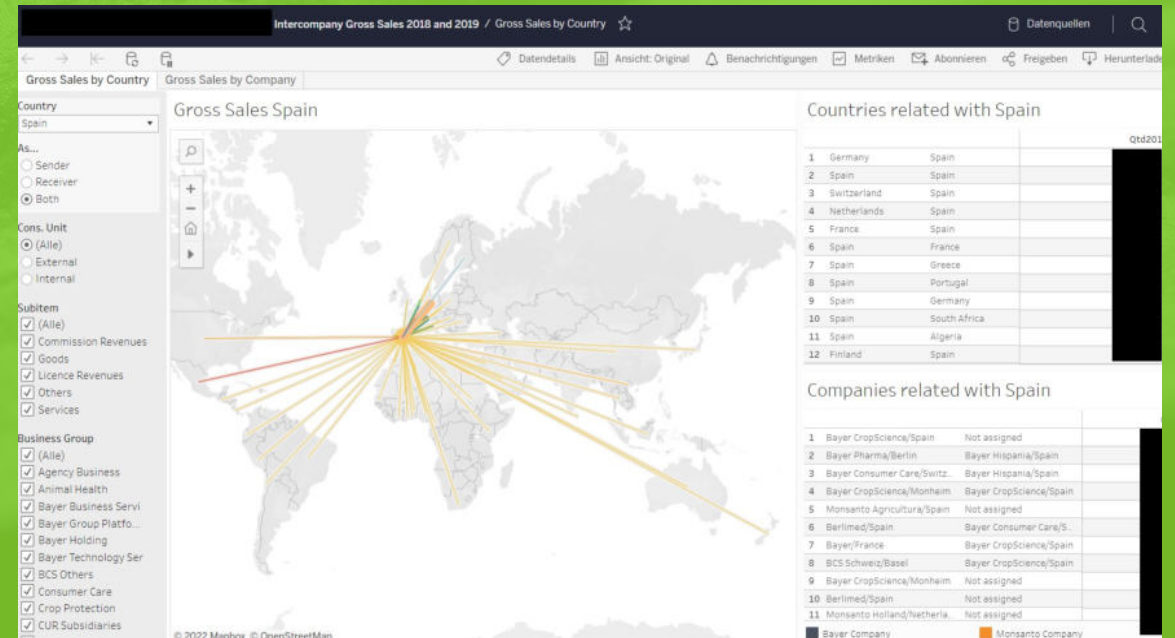 Intercompany Gross Sales 2018 and 2019 / Gross Sales by Country
Datenquellen
Datendetails
Ansicht: Original
Benachrichtigungen
Metriken
Abonnieren
Freigeben
Herunterlade
Gross Sales by Country
Gross Sales by Company
Country
Spain
As...
Sender
Receiver
Both
Cons. Unit
(Alle)
External
Internal
Subitem
(Alle)
Commission Revenues
Goods
Licence Revenues
Others
Services
Business Group
(Alle)
Agency Business
Animal Health
Bayer Business Servi
Bayer Group Platfo...
Bayer Holding
Bayer Technology Ser
BCS Others
Consumer Care
Crop Protection
CUR Subsidiaries
Gross Sales Spain
© 2022 Mapbox © OpenStreetMap
Countries related with Spain
Qtd201
1 Germany Spain
2 Spain Spain
3 Switzerland Spain
4 Netherlands Spain
5 France Spain
6 Spain France
7 Spain Greece
8 Spain Portugal
9 Spain Germany
10 Spain South Africa
11 Spain Algeria
12 Finland Spain
Companies related with Spain
1 Bayer CropScience/Spain Not assigned
2 Bayer Pharma/Berlin Bayer Hispania/Spain
3 Bayer Consumer Care/Switz.. Bayer Hispania/Spain
4 Bayer CropScience/Monheim Bayer CropScience/Spain
5 Monsanto Agricultura/Spain Not assigned
6 Berlimed/Spain Bayer Consumer Care/S..
7 Bayer/France Bayer CropScience/Spain
8 BCS Schweiz/Basel Bayer CropScience/Spain
9 Bayer CropScience/Monheim Not assigned
10 Berlimed/Spain Not assigned
11 Monsanto Holland/Netherla.. Not assigned
Bayer Company
Monsanto Company